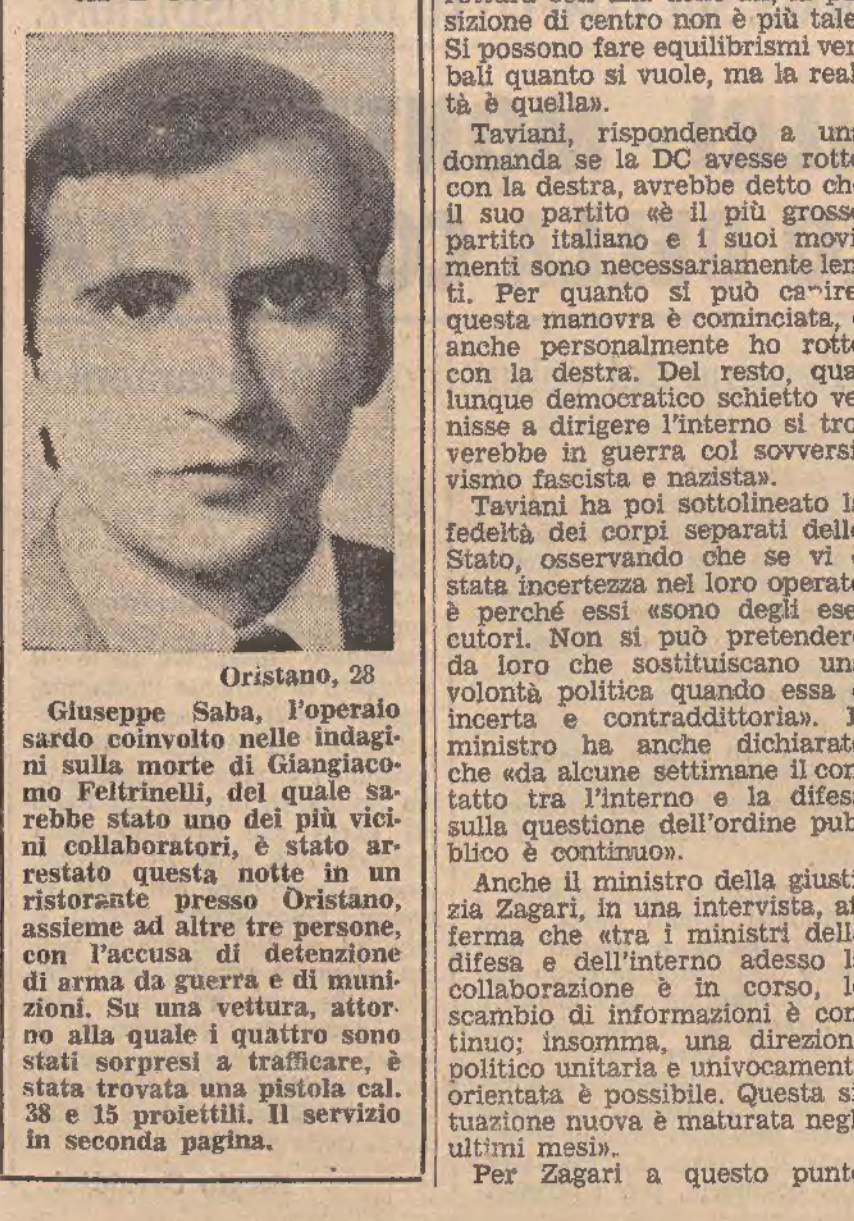 Oristano, 28
Giuseppe Saba, l'operaio
sardo coinvolto nelle indagi-
ni sulla morte di Giangiaco-
mo Feltrinelli, del quale sa-
rebbe stato uno dei più vici-
ni collaboratori, è stato ar-
restato questa notte in un
ristorante presso Oristano,
assieme ad altre tre persone,
con l'accusa di detenzione
di arma da guerra e di muni-
zioni. Su una vettura, attor-
no alla quale i quattro sono
stati sorpresi a trafficare, è
stata trovata una pistola cal.
38 e 15 proiettili. Il servizio
in seconda pagina.
sizione di centro non è più tale
Si possono fare equilibrismi ver
bali quanto si vuole, ma la real
tà è quella».
Taviani, rispondendo a una
domanda se la DC avesse rotto
con la destra, avrebbe detto che
il suo partito «è il più grosso
partito italiano e i suoi movi
menti sono necessariamente len
ti. Per quanto si può capire
questa manovra è cominciata,
anche personalmente ho rotto
con la destra. Del resto, qua
lunque democratico schietto ve
nisse a dirigere l'interno si tro
verebbe in guerra col sovversi
vismo fascista e nazista».
Taviani ha poi sottolineato la
fedeltà dei corpi separati dello
Stato, osservando che se vi
stata incertezza nel loro operato
è perché essi «sono degli ese
cutori. Non si può pretendere
da loro che sostituiscano una
volontà politica quando essa
incerta e contraddittoria». I
ministro ha anche dichiarato
che «da alcune settimane il con
tatto tra l'interno e la difesa
sulla questione dell'ordine pub
blico è continuo».
Anche il ministro della giusti
zia Zagari, in una intervista, af
ferma che «tra i ministri della
difesa e dell'interno adesso la
collaborazione è in corso, lo
scambio di informazioni è con
tinuo; insomma, una direzione
politico unitaria e univocamente
orientata è possibile. Questa si
tuazione nuova è maturata negli
ultimi mesi».
Per Zagari a questo punto